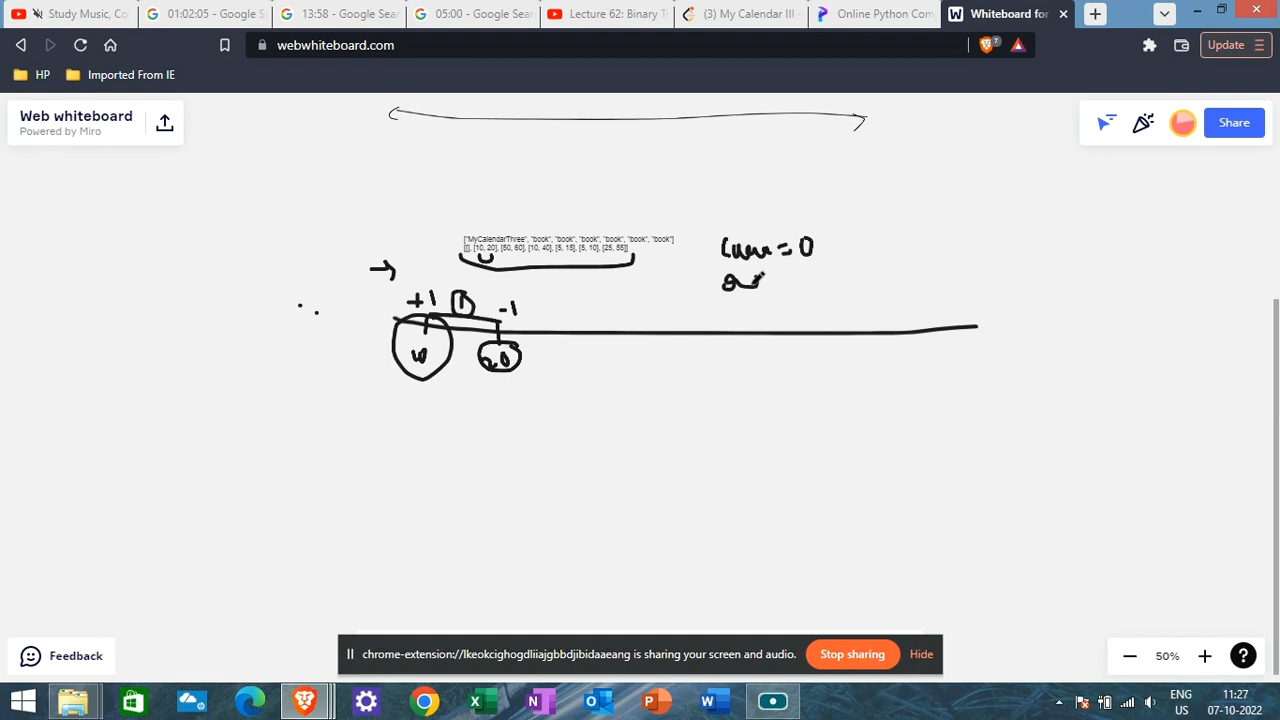 Study Music, Co
01:02:05 - Google S
13:58 - Google Sear
05:00 - Google Sear
Lecture 62: Binary T
(3) My Calendar III -
Online Python Com
Whiteboard for
webwhiteboard.com
7
Update
HP
Imported From IE
Web whiteboard
Powered by Miro
Share
["MyCalendarThree", "book", "book", "book", "book", "book", "book"]
[[], [10, 20], [50, 60], [10, 40], [5, 15], [5, 10], [25, 55]]
= 0
+1 1 -1
10 20
Feedback
chrome-extension://lkeokcighogdliiajgbbdjibidaaeang is sharing your screen and audio.
Stop sharing
Hide
50%
ENG
US
11:27
07-10-2022